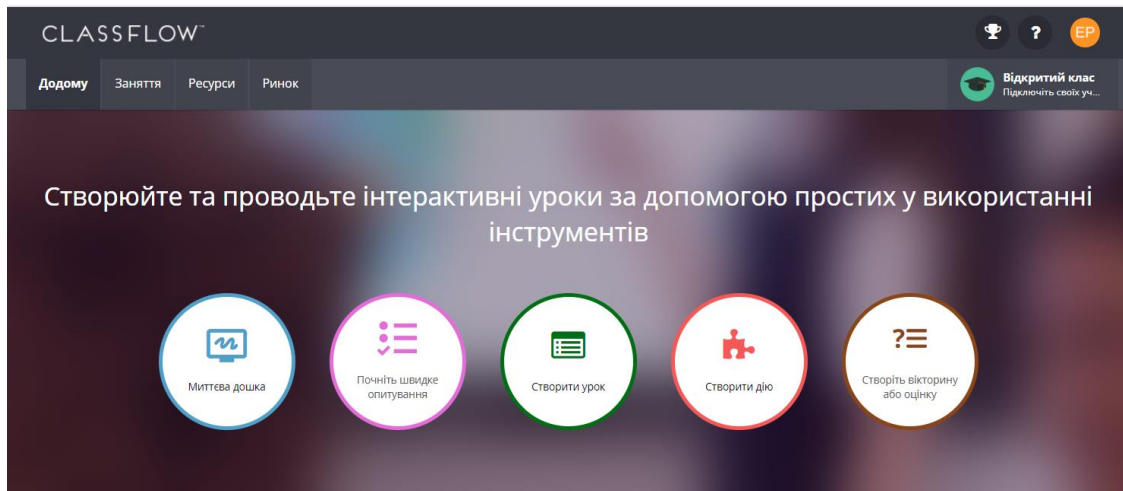 CLASSFLOW™
?
EP
Додому Заняття Ресурси Ринок
Відкритий клас
Підключіть своїх уч...
Створюйте та проводьте інтерактивні уроки за допомогою простих у використанні
інструментів
Миттєва дошка
Почніть швидке
опитування
Створити урок
Створити дію
?
Створіть вікторину
або оцінку